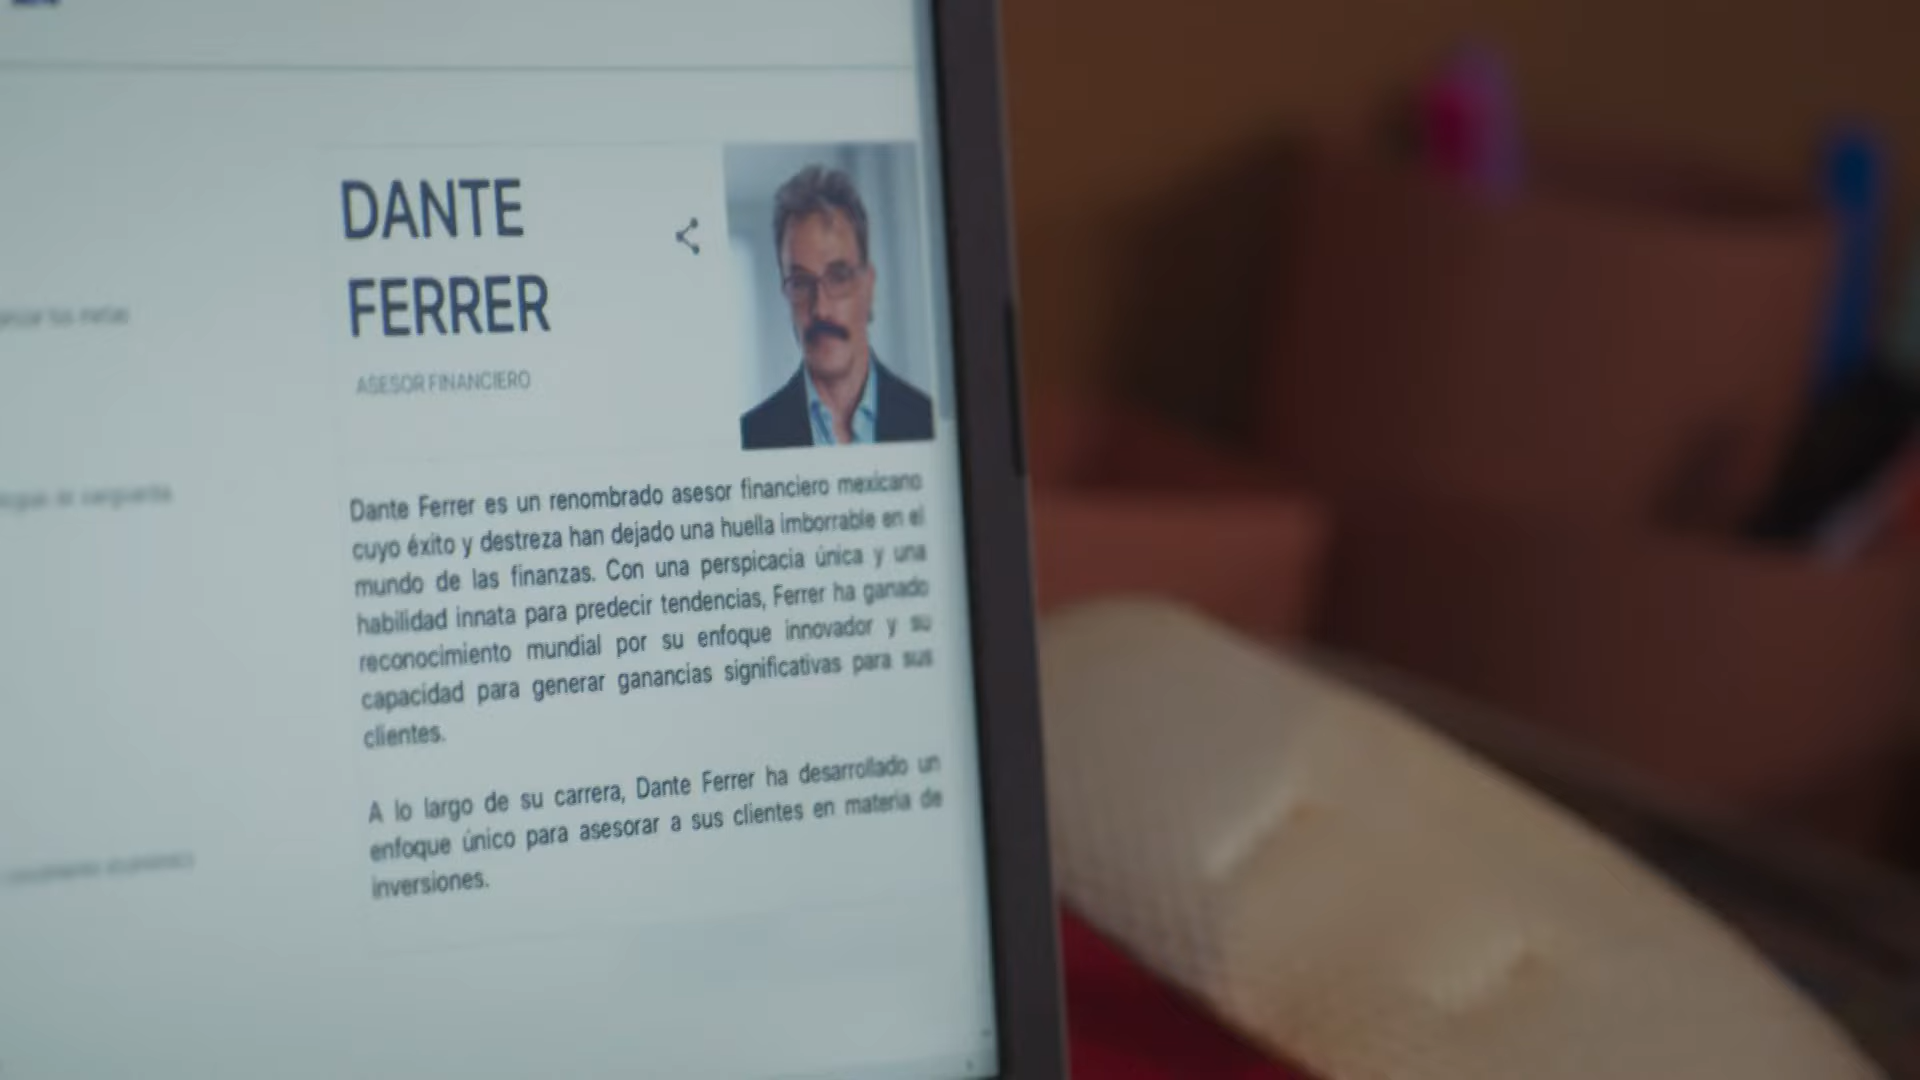 DANTE
FERRER
ASESOR FINANCIERO
Dante Ferrer es un renombrado asesor financiero mexicano
cuyo éxito y destreza han dejado una huella imborrable en el
mundo de las finanzas. Con una perspicacia única y una
habilidad innata para predecir tendencias, Ferrer ha ganado
reconocimiento mundial por su enfoque innovador y su
capacidad para generar ganancias significativas para sus
clientes.
A lo largo de su carrera, Dante Ferrer ha desarrollado un
enfoque único para asesorar a sus clientes en materia de
inversiones.